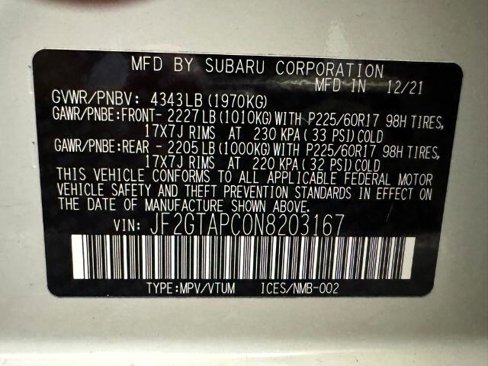 MFD BY SUBARU CORPORATION
MFD IN 12/21
GVWR/PNBV: 4343LB (1970KG)
GAWR/PNBE:FRONT- 2227 LB (1010KG) WITH P225/60R17 98H TIRES,
17X7J RIMS AT 230 KPA (33 PSI) COLD
GAWR/PNBE:REAR - 2205 LB (1000KG) WITH P225/60R17 98H TIRES,
17X7J RIMS AT 220 KPA (32 PSI) COLD
THIS VEHICLE CONFORMS TO ALL APPLICABLE FEDERAL MOTOR
VEHICLE SAFETY AND THEFT PREVENTION STANDARDS IN EFFECT ON
THE DATE OF MANUFACTURE SHOWN ABOVE.
VIN: JF2GTAPC0N8203167
TYPE:MPV/VTUM ICES/NMB-002